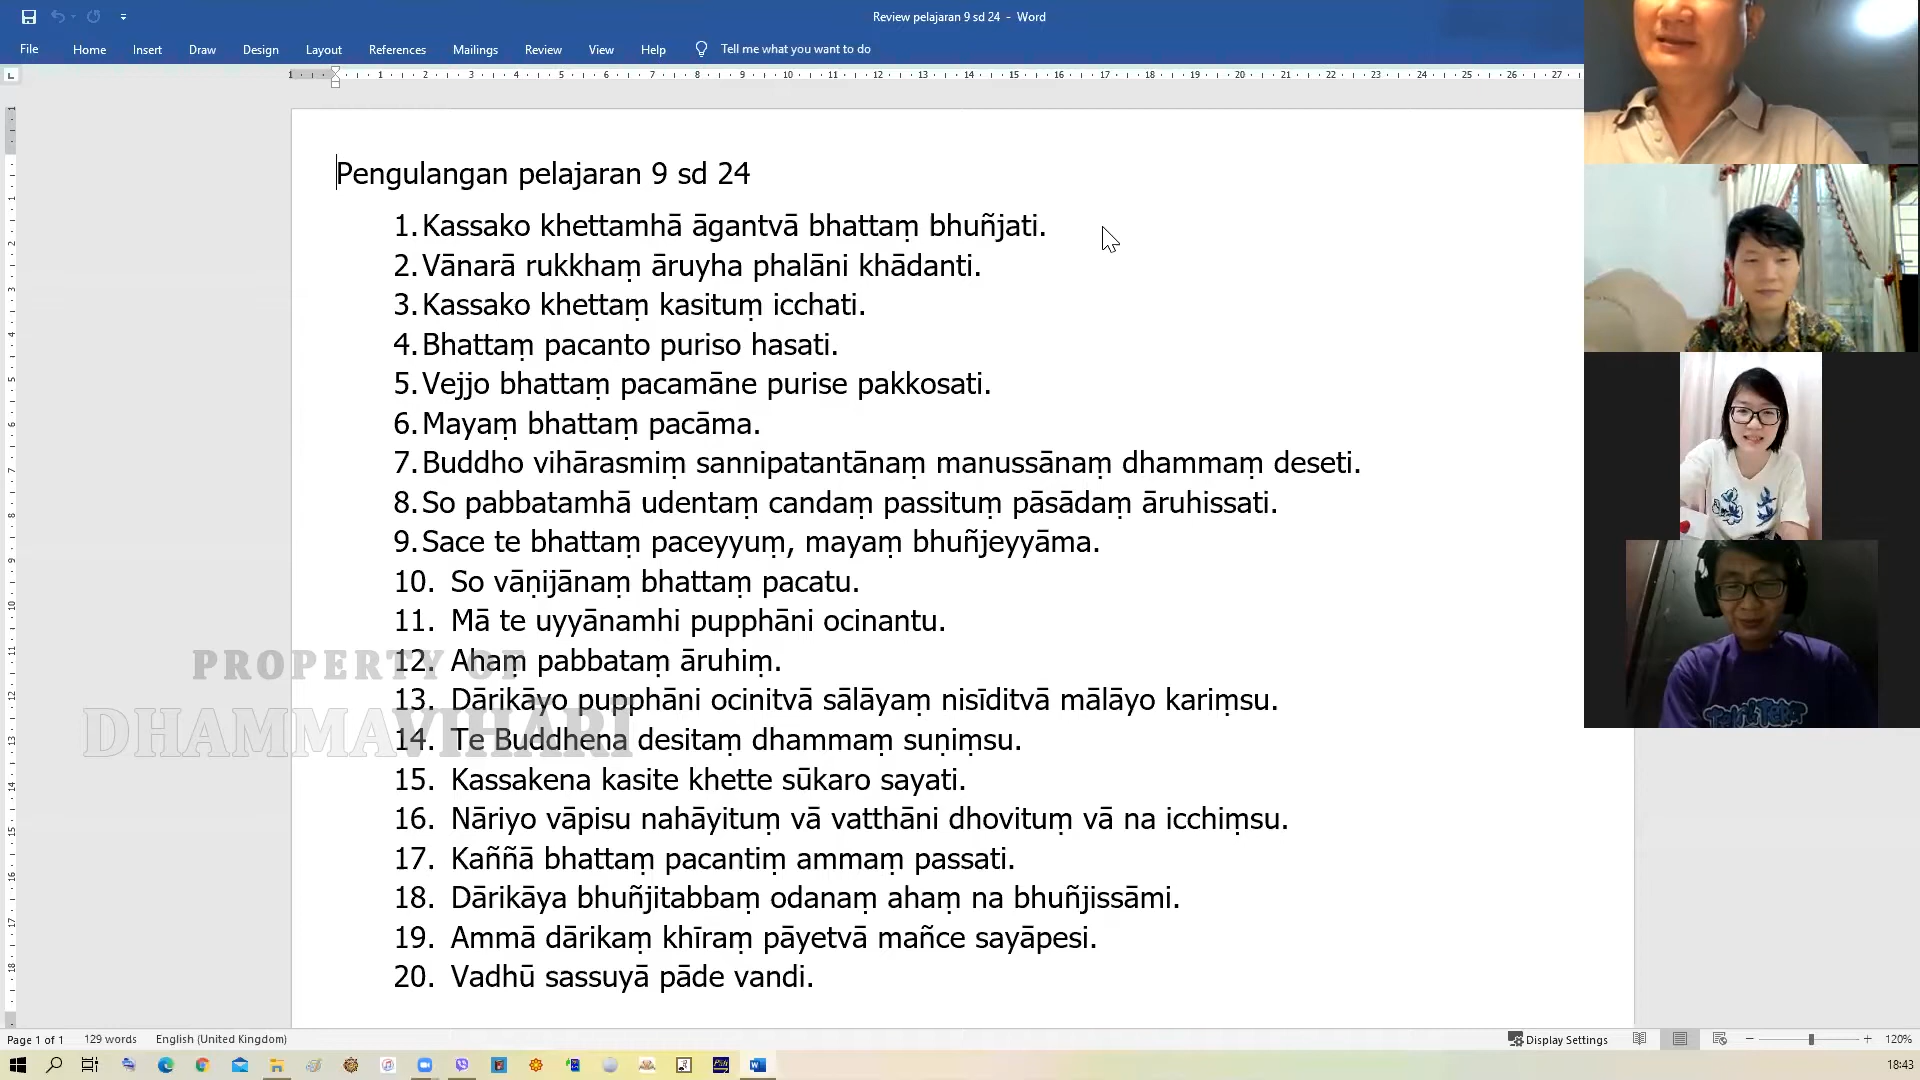 Review pelajaran 9 sd 24 - Word
File Home Insert Draw Design Layout References Mailings Review View Help Tell me what you want to do
Pengulangan pelajaran 9 sd 24
1. Kassako khettamhā āgantvā bhattaṃ bhuñjati.
2. Vānarā rukkhaṃ āruyha phalāni khādanti.
3. Kassako khettaṃ kasituṃ icchati.
4. Bhattaṃ pacanto puriso hasati.
5. Vejjo bhattaṃ pacamāne purise pakkosati.
6. Mayaṃ bhattaṃ pacāma.
7. Buddho vihārasmiṃ sannipatantānaṃ manussānaṃ dhammaṃ deseti.
8. So pabbatamhā udentaṃ candaṃ passituṃ pāsādaṃ āruhissati.
9. Sace te bhattaṃ paceyyuṃ, mayaṃ bhuñjeyyāma.
10. So vāṇijānaṃ bhattaṃ pacatu.
11. Mā te uyyānamhi pupphāni ocinantu.
12. Ahaṃ pabbataṃ āruhiṃ.
13. Dārikāyo pupphāni ocinitvā sālāyaṃ nisīditvā mālāyo kariṃsu.
14. Te Buddhena desitaṃ dhammaṃ suṇiṃsu.
15. Kassakena kasite khette sūkaro sayati.
16. Nāriyo vāpisu nahāyituṃ vā vatthāni dhovituṃ vā na icchiṃsu.
17. Kaññā bhattaṃ pacantiṃ ammaṃ passati.
18. Dārikāya bhuñjitabbaṃ odanaṃ ahaṃ na bhuñjissāmi.
19. Ammā dārikaṃ khīraṃ pāyetvā mañce sayāpesi.
20. Vadhū sassuyā pāde vandi.
PROPERTY OF
DHAMMAVIHĀRĪ
Page 1 of 1 129 words English (United Kingdom) Display Settings 120%
18:43